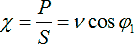 χ = P/S = ν cos φ₁